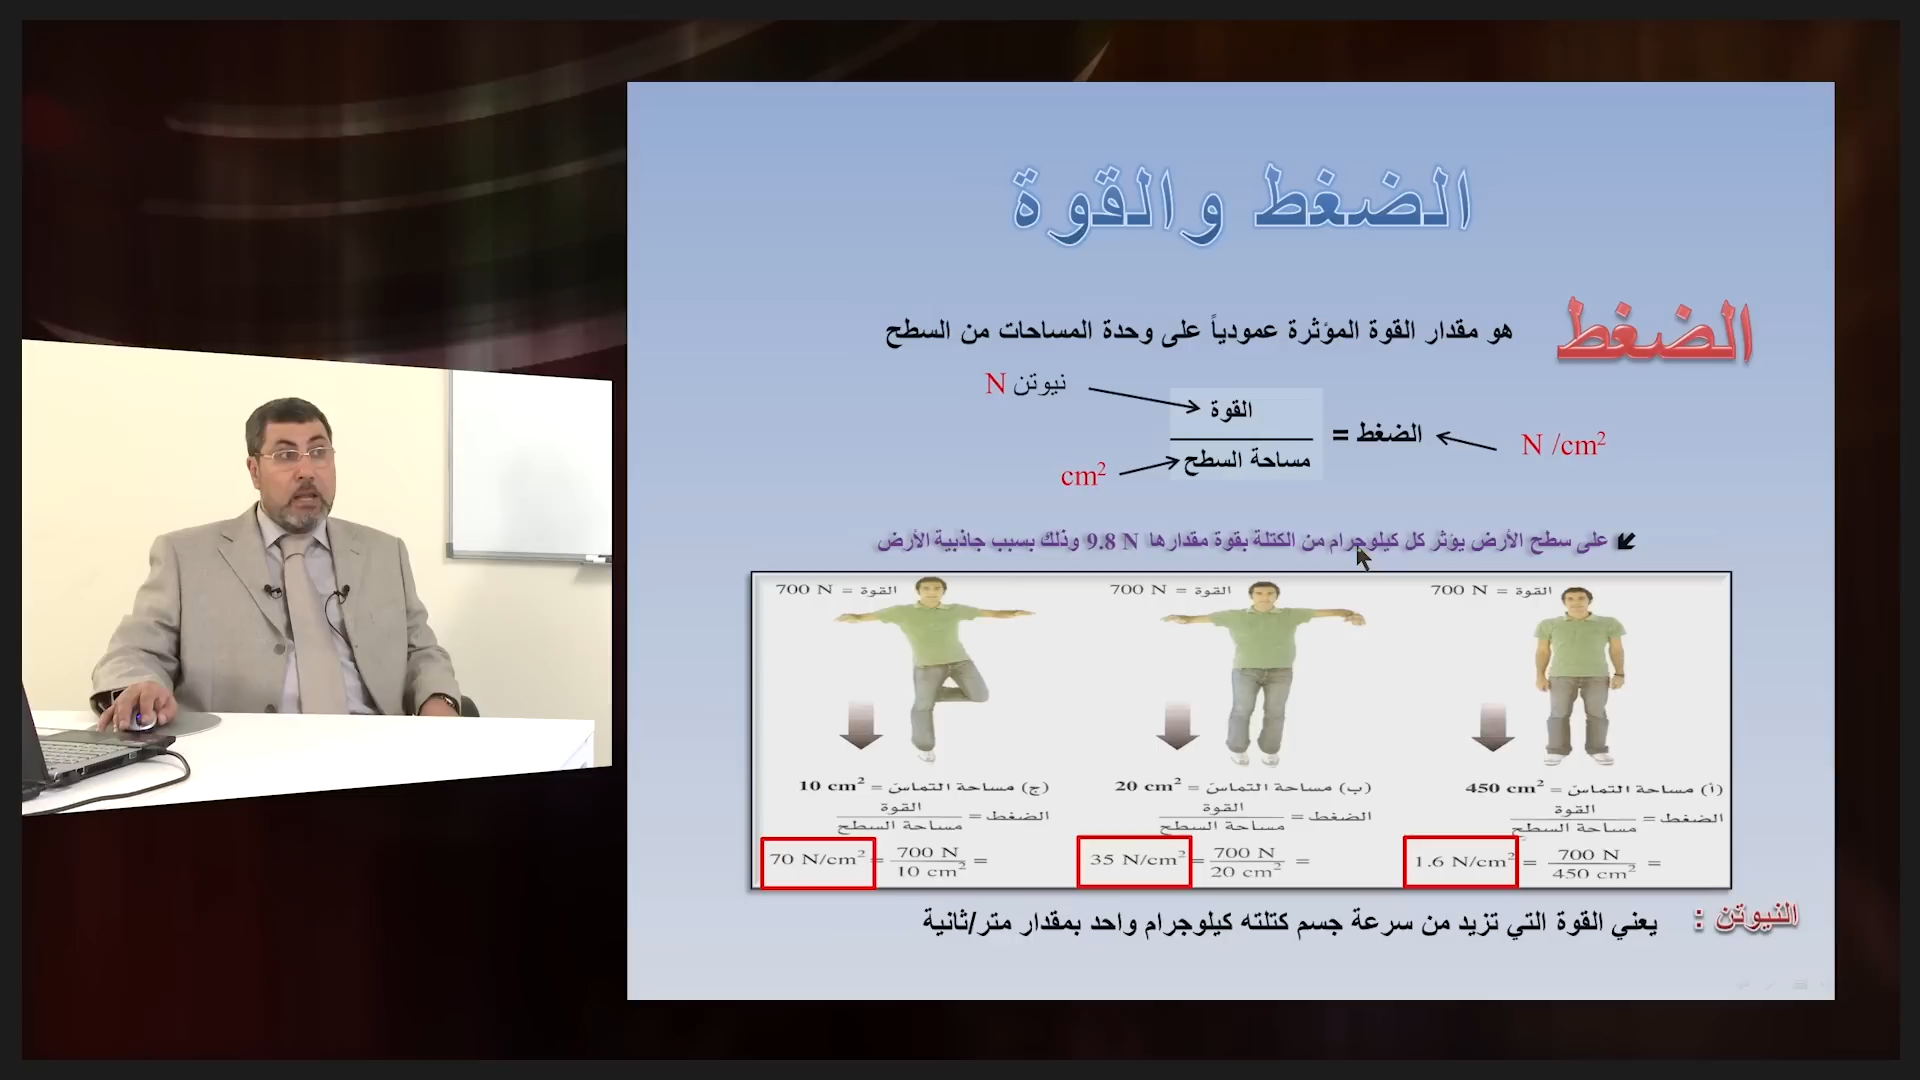 الضغط والقوة
الضغط
هو مقدار القوة المؤثرة عمودياً على وحدة المساحات من السطح
نيوتن N
القوة
الضغط =
N /cm²
مساحة السطح
cm²
على سطح الأرض يؤثر كل كيلوجرام من الكتلة بقوة مقدارها 9.8 N وذلك بسبب جاذبية الأرض
القوة = 700 N
القوة = 700 N
القوة = 700 N
(أ) مساحة التماس = 450 cm²
الضغط = القوة / مساحة السطح
= 700 N / 450 cm² = 1.6 N/cm²
(ب) مساحة التماس = 20 cm²
الضغط = القوة / مساحة السطح
= 700 N / 20 cm² = 35 N/cm²
(ج) مساحة التماس = 10 cm²
الضغط = القوة / مساحة السطح
= 700 N / 10 cm² = 70 N/cm²
النيوتن : يعني القوة التي تزيد من سرعة جسم كتلته كيلوجرام واحد بمقدار متر/ثانية